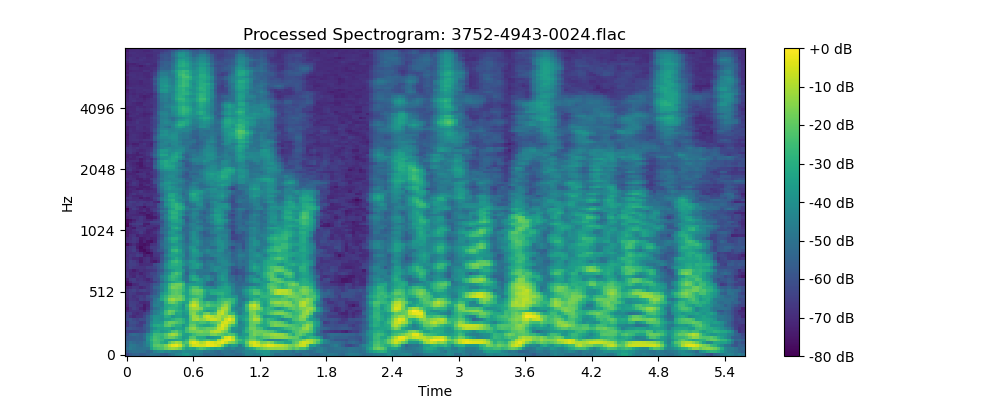 Processed Spectrogram: 3752-4943-0024.flac
Hz
4096
2048
1024
512
0
0 0.6 1.2 1.8 2.4 3 3.6 4.2 4.8 5.4
Time
+0 dB
-10 dB
-20 dB
-30 dB
-40 dB
-50 dB
-60 dB
-70 dB
-80 dB